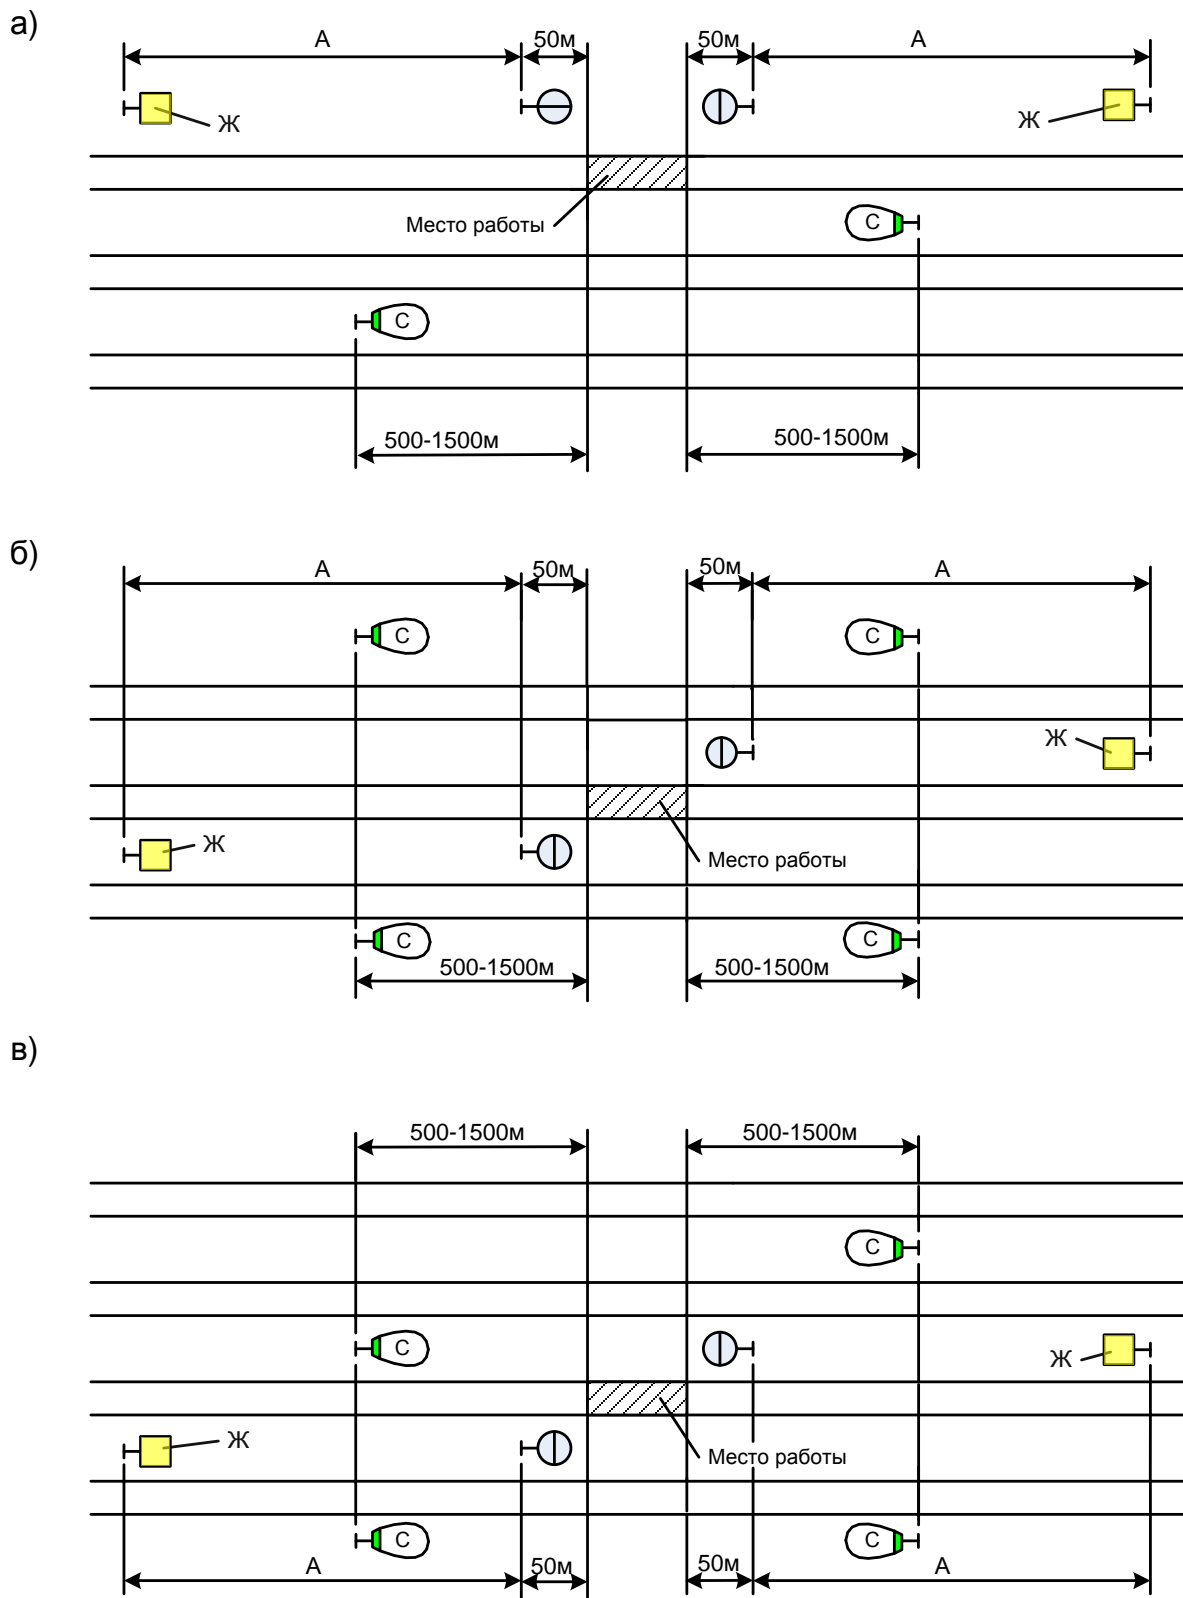 а)
А 50м 50м А
Ж Ж
Место работы С
С
500-1500м 500-1500м
б)
А 50м 50м А
С С
Ж
Ж Место работы
С С
500-1500м 500-1500м
в)
500-1500м 500-1500м
С
С Ж
Ж Место работы
С С
А 50м 50м А